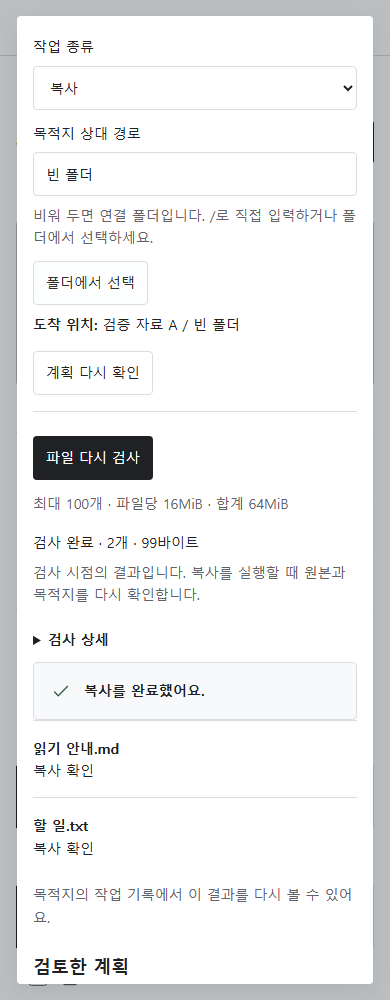 작업 종류
복사
목적지 상대 경로
빈 폴더
비워 두면 연결 폴더입니다. /로 직접 입력하거나 폴
더에서 선택하세요.
폴더에서 선택
도착 위치: 검증 자료 A / 빈 폴더
계획 다시 확인
파일 다시 검사
최대 100개 · 파일당 16MiB · 합계 64MiB
검사 완료 · 2개 · 99바이트
검사 시점의 결과입니다. 복사를 실행할 때 원본과
목적지를 다시 확인합니다.
▶ 검사 상세
복사를 완료했어요.
읽기 안내.md
복사 확인
할 일.txt
복사 확인
목적지의 작업 기록에서 이 결과를 다시 볼 수 있어
요.
검토한 계획